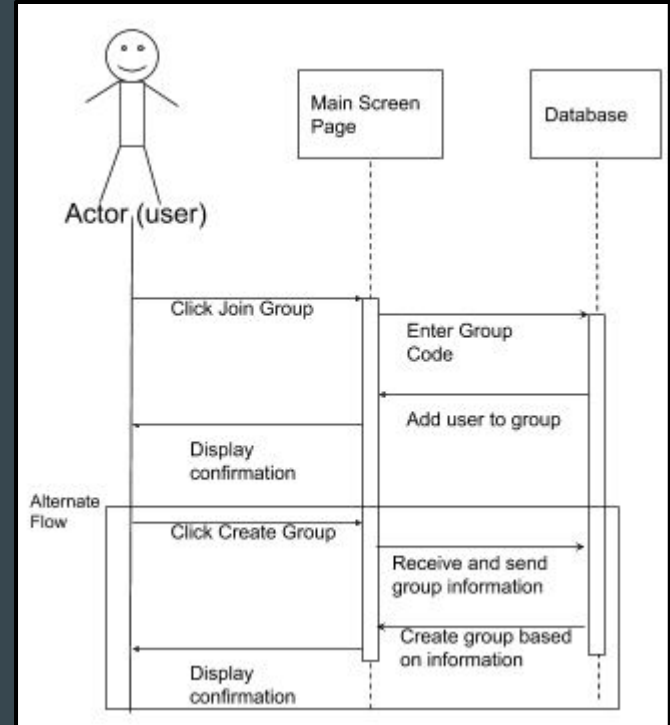 Main Screen
Page
Database
Actor (user)
Click Join Group
Enter Group
Code
Add user to group
Display
confirmation
Alternate
Flow
Click Create Group
Receive and send
group information
Create group based
on information
Display
confirmation